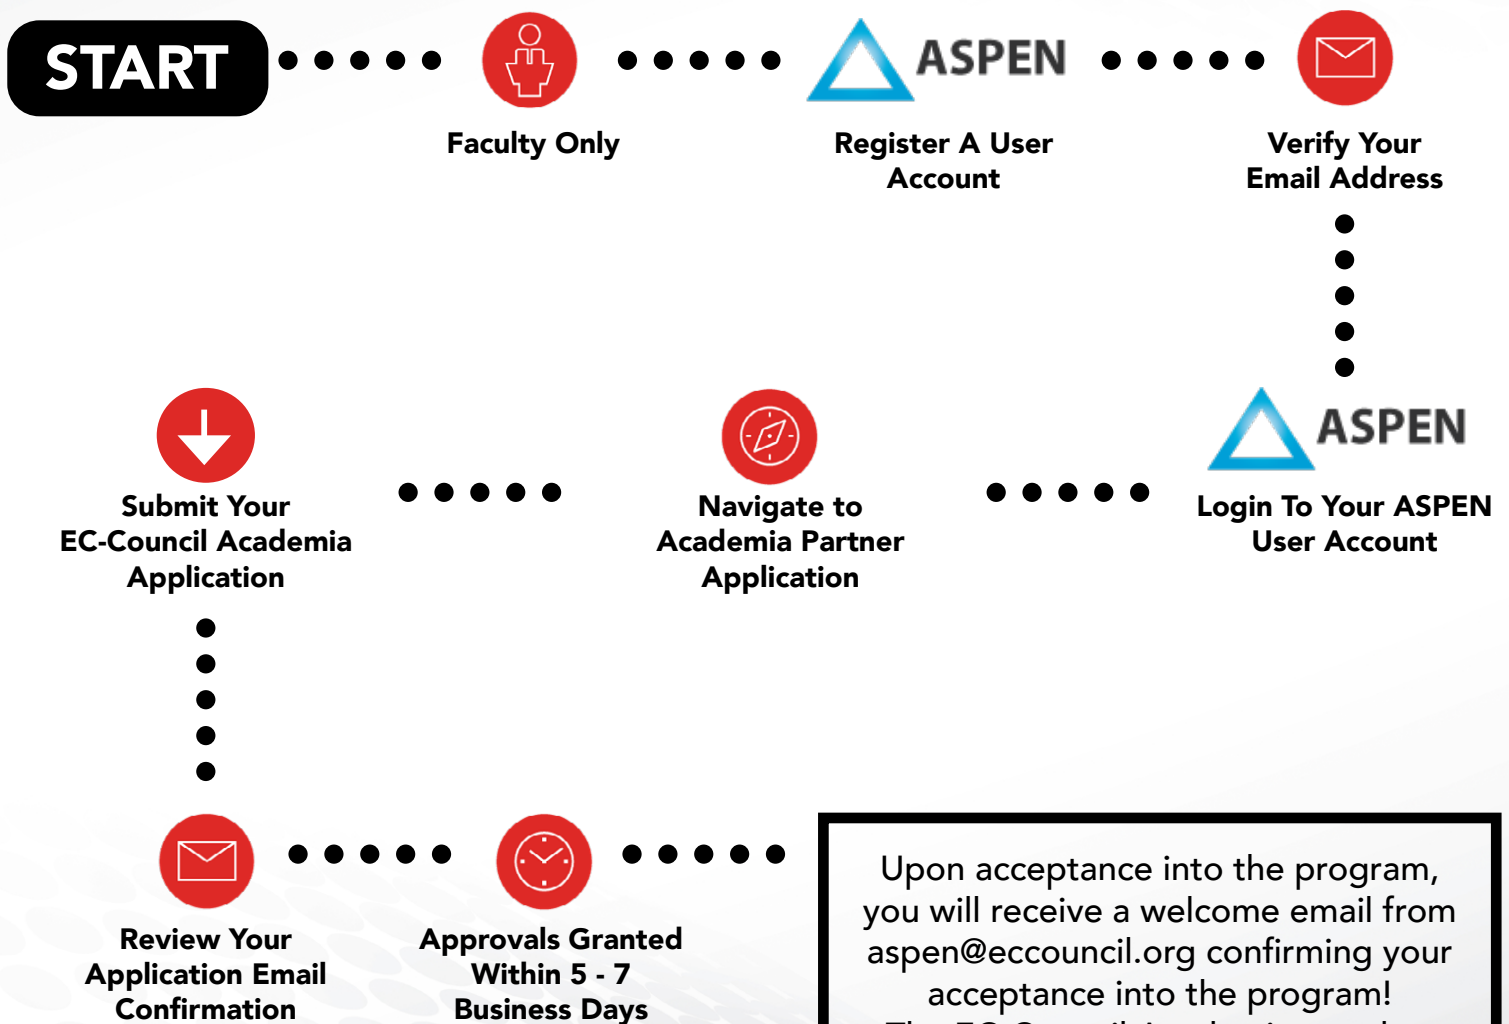 START
Faculty Only
ASPEN
Register A User
Account
Verify Your
Email Address
ASPEN
Login To Your ASPEN
User Account
Navigate to
Academia Partner
Application
Submit Your
EC-Council Academia
Application
Review Your
Application Email
Confirmation
Approvals Granted
Within 5 - 7
Business Days
Upon acceptance into the program,
you will receive a welcome email from
aspen@eccouncil.org confirming your
acceptance into the program!
The EC-Council